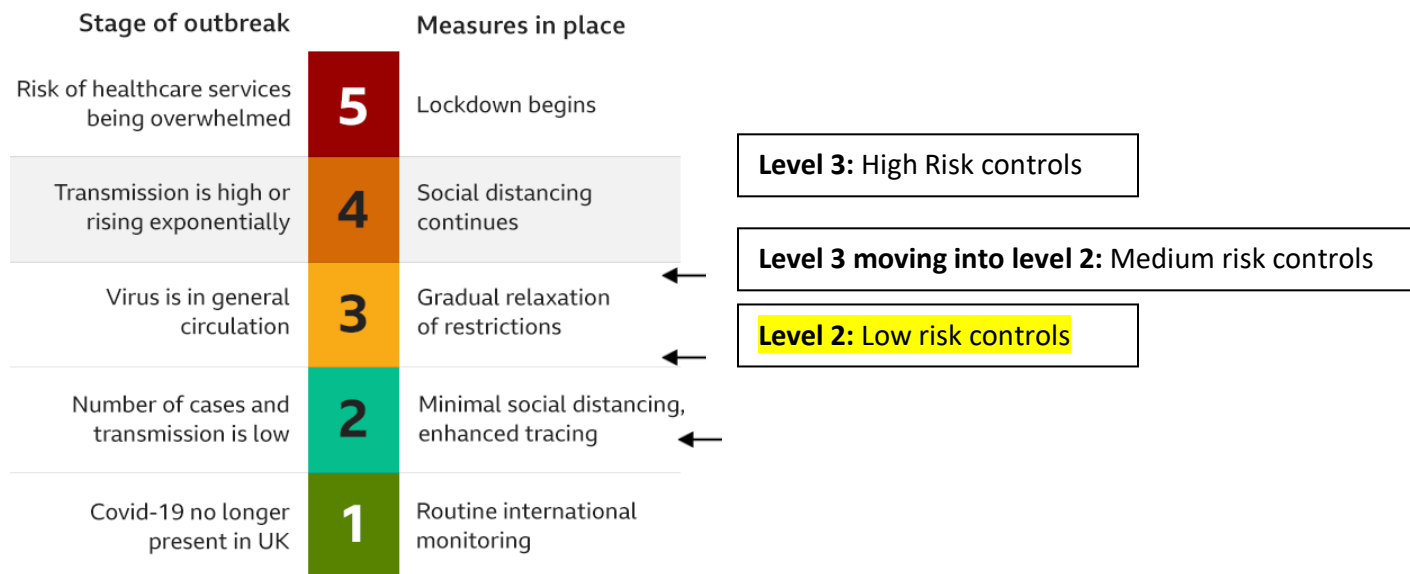 Stage of outbreak
Measures in place
Risk of healthcare services
being overwhelmed
5
Lockdown begins
Transmission is high or
rising exponentially
4
Social distancing
continues
Virus is in general
circulation
3
Gradual relaxation
of restrictions
Number of cases and
transmission is low
2
Minimal social distancing,
enhanced tracing
Covid-19 no longer
present in UK
1
Routine international
monitoring
Level 3: High Risk controls
Level 3 moving into level 2: Medium risk controls
Level 2: Low risk controls